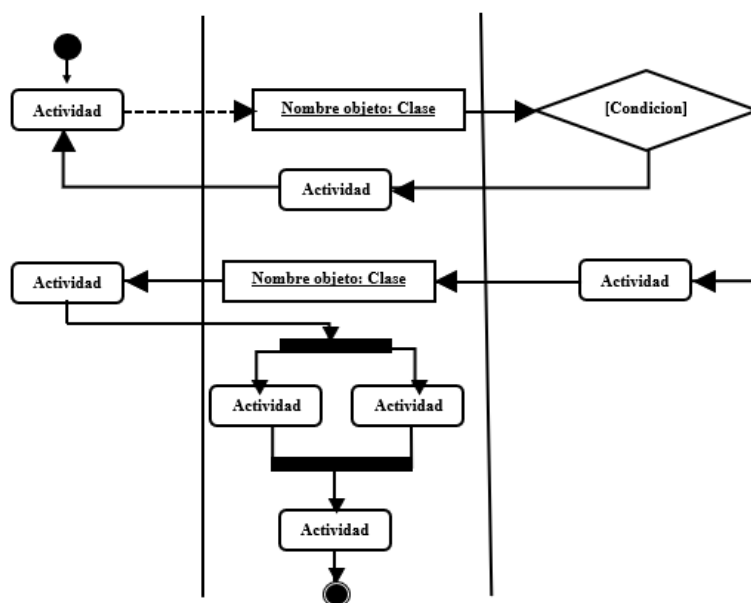 Actividad
Nombre objeto: Clase
[Condicion]
Actividad
Actividad
Nombre objeto: Clase
Actividad
Actividad
Actividad
Actividad